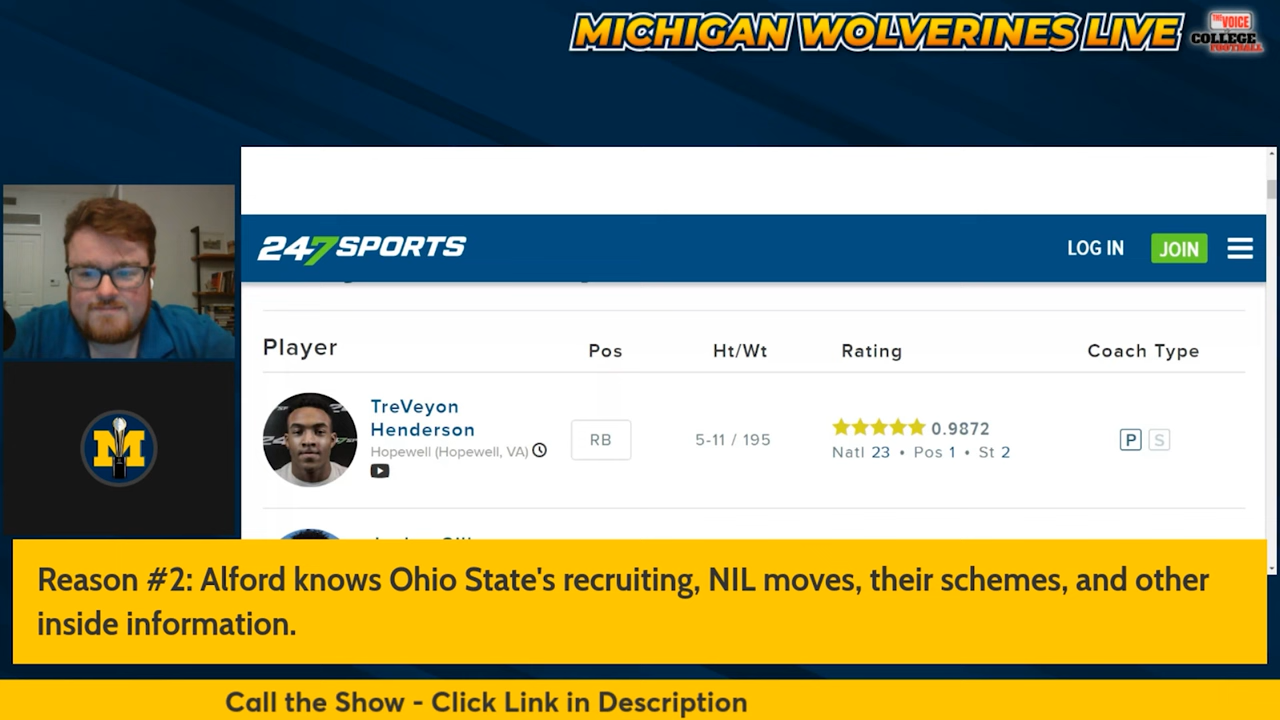 MICHIGAN WOLVERINES LIVE
THE VOICE
COLLEGE
FOOTBALL
247SPORTS
LOG IN
JOIN
Player
Pos
Ht/Wt
Rating
Coach Type
TreVeyon
Henderson
Hopewell (Hopewell, VA)
RB
5-11 / 195
0.9872
Natl 23 • Pos 1 • St 2
P S
M
Reason #2: Alford knows Ohio State's recruiting, NIL moves, their schemes, and other
inside information.
Call the Show - Click Link in Description